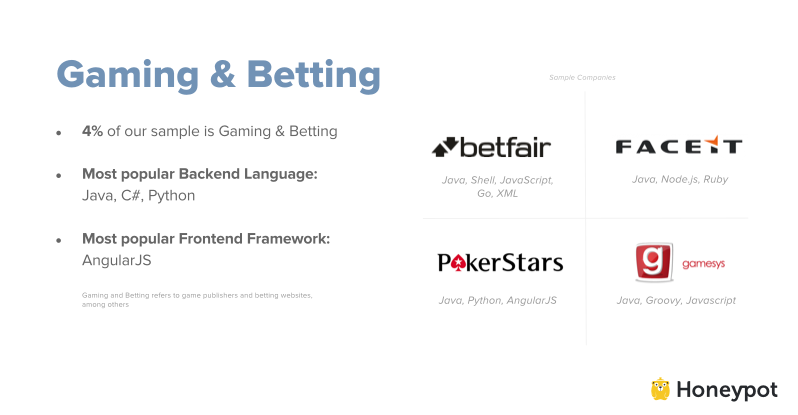 Gaming & Betting
Sample Companies
• 4% of our sample is Gaming & Betting
• Most popular Backend Language:
Java, C#, Python
• Most popular Frontend Framework:
AngularJS
Gaming and Betting refers to game publishers and betting websites,
among others
betfair
Java, Shell, JavaScript,
Go, XML
FACEIT
Java, Node.js, Ruby
PokerStars
Java, Python, AngularJS
g gamesys
Java, Groovy, Javascript
Honeypot